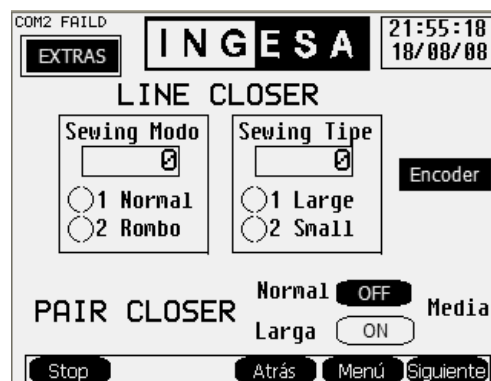 COM2 FAILD
EXTRAS
INGESA
21:55:18
18/08/08
LINE CLOSER
Sewing Modo
0
1 Normal
2 Rombo
Sewing Tipe
0
1 Large
2 Small
Encoder
PAIR CLOSER
Normal OFF
Larga ON
Media
Stop Atrás Menú Siguiente